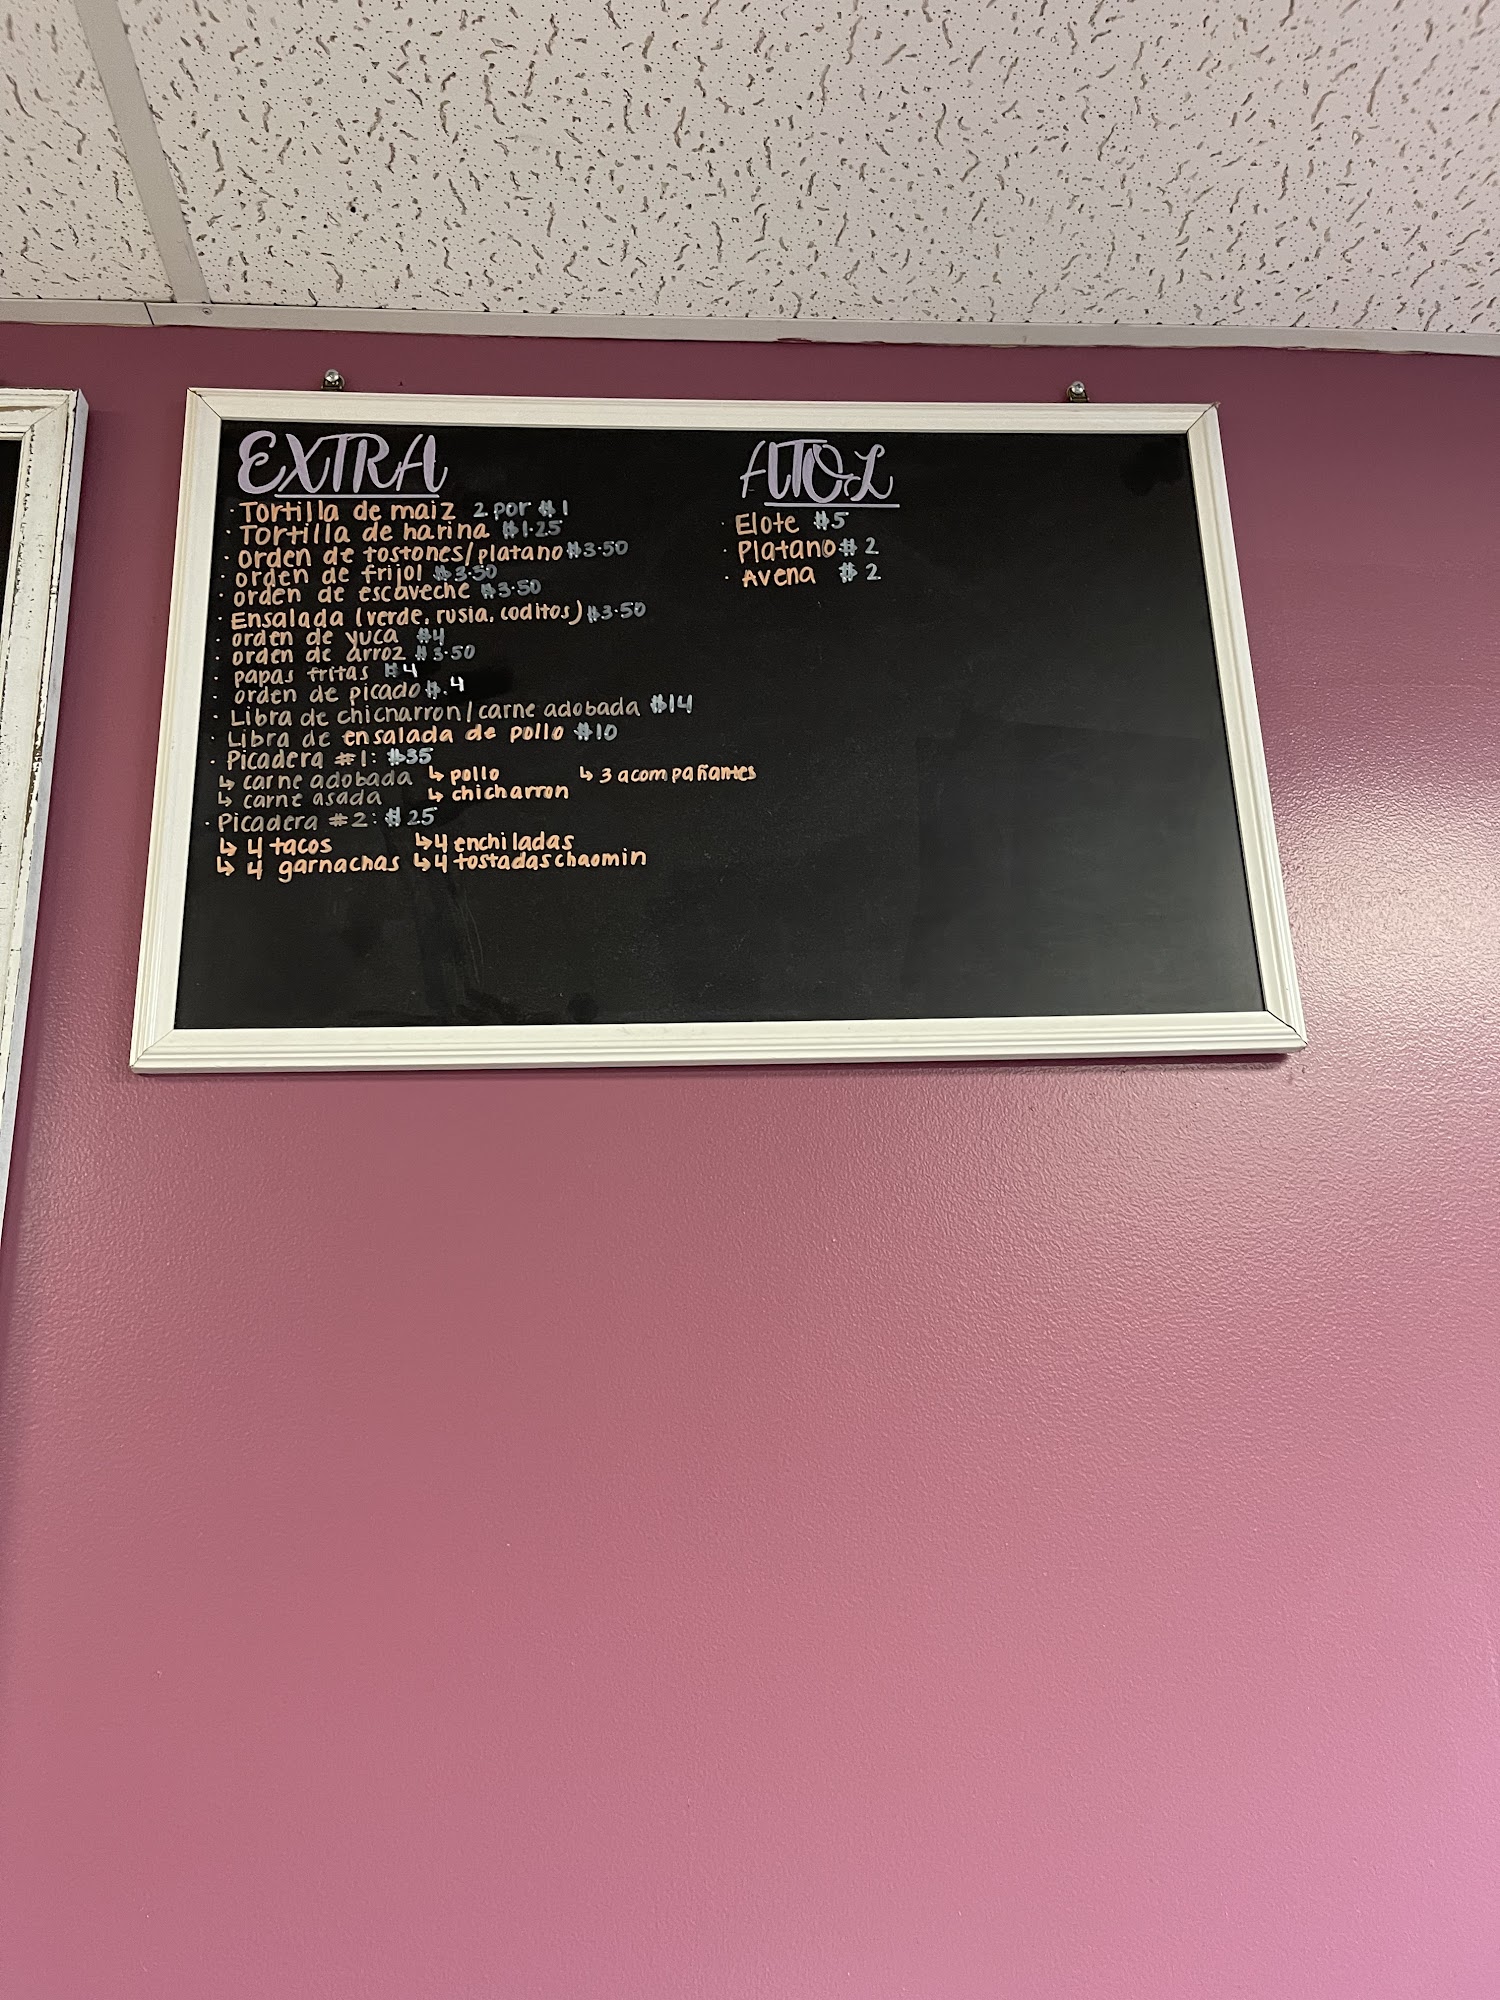 EXTRA
· Tortilla de maiz 2 por $1
· Tortilla de harina $1.25
· orden de tostones/platano $3.50
· orden de frijol $3.50
· orden de escaveche $3.50
· Ensalada (verde, rusia, coditos) $3.50
· orden de yuca $4
· orden de arroz $3.50
· papas fritas $4
· orden de picado $.4
· Libra de chicharron/carne adobada $14
· Libra de ensalada de pollo $10
· Picadera #1: $35
↳ carne adobada ↳ pollo ↳ 3 acompañantes
↳ carne asada ↳ chicharron
· Picadera #2: $25
↳ 4 tacos ↳ 4 enchiladas
↳ 4 garnachas ↳ 4 tostadas chaomin
ATOL
· Elote $5
· Platano $2
· Avena $2